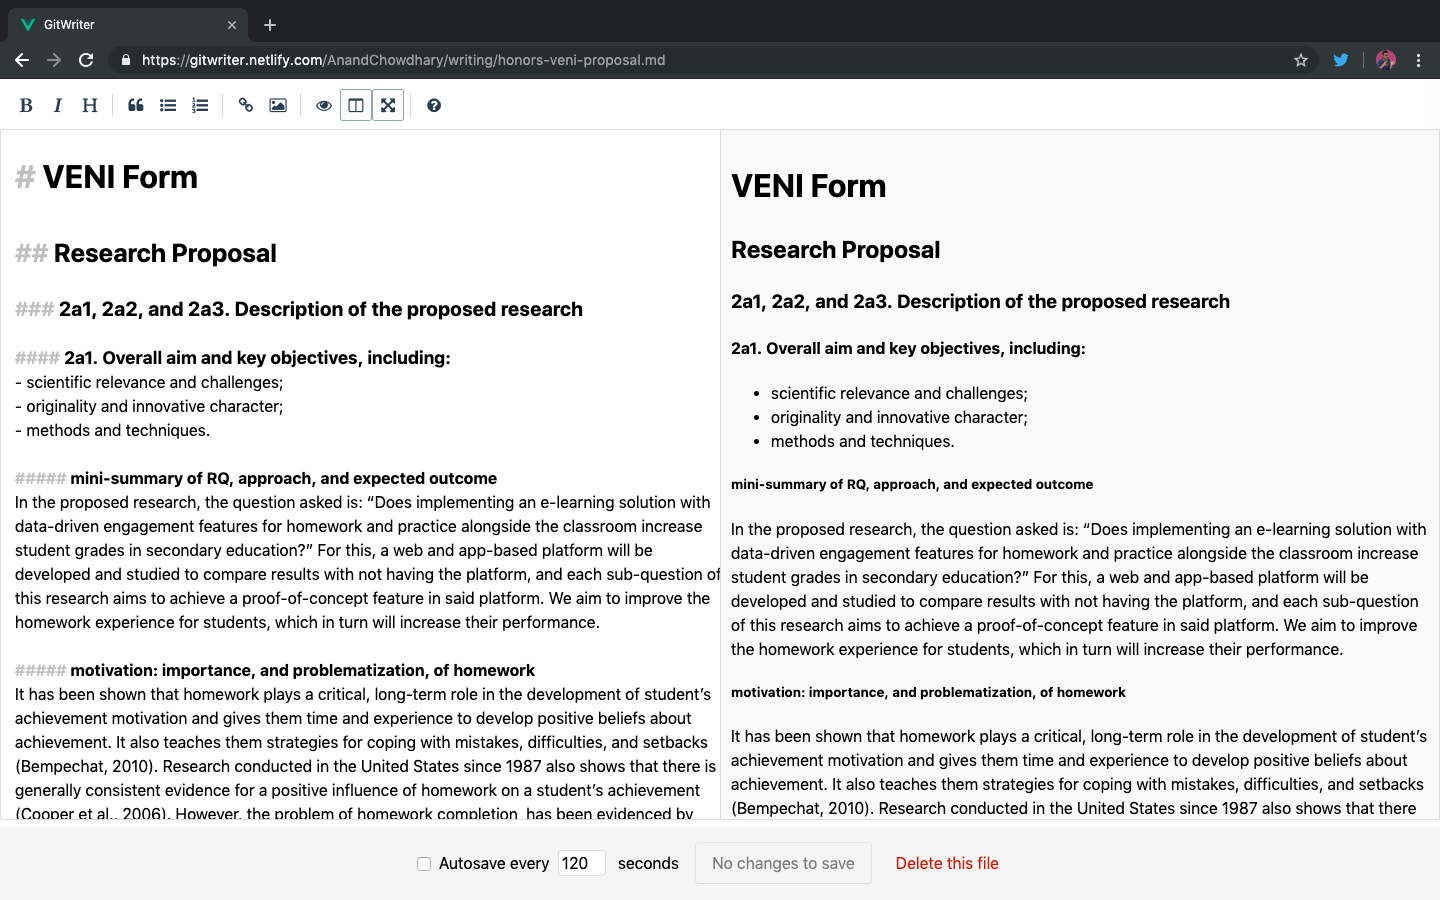 GitWriter
https://gitwriter.netlify.com/AnandChowdhary/writing/honors-veni-proposal.md
B I H
# VENI Form
## Research Proposal
### 2a1, 2a2, and 2a3. Description of the proposed research
#### 2a1. Overall aim and key objectives, including:
- scientific relevance and challenges;
- originality and innovative character;
- methods and techniques.
##### mini-summary of RQ, approach, and expected outcome
In the proposed research, the question asked is: “Does implementing an e-learning solution with
data-driven engagement features for homework and practice alongside the classroom increase
student grades in secondary education?” For this, a web and app-based platform will be
developed and studied to compare results with not having the platform, and each sub-question of
this research aims to achieve a proof-of-concept feature in said platform. We aim to improve the
homework experience for students, which in turn will increase their performance.
##### motivation: importance, and problematization, of homework
It has been shown that homework plays a critical, long-term role in the development of student’s
achievement motivation and gives them time and experience to develop positive beliefs about
achievement. It also teaches them strategies for coping with mistakes, difficulties, and setbacks
(Bempechat, 2010). Research conducted in the United States since 1987 also shows that there is
generally consistent evidence for a positive influence of homework on a student’s achievement
(Cooper et al., 2006). However, the problem of homework completion has been evidenced by
VENI Form
Research Proposal
2a1, 2a2, and 2a3. Description of the proposed research
2a1. Overall aim and key objectives, including:
• scientific relevance and challenges;
• originality and innovative character;
• methods and techniques.
mini-summary of RQ, approach, and expected outcome
In the proposed research, the question asked is: “Does implementing an e-learning solution with
data-driven engagement features for homework and practice alongside the classroom increase
student grades in secondary education?” For this, a web and app-based platform will be
developed and studied to compare results with not having the platform, and each sub-question
of this research aims to achieve a proof-of-concept feature in said platform. We aim to improve
the homework experience for students, which in turn will increase their performance.
motivation: importance, and problematization, of homework
It has been shown that homework plays a critical, long-term role in the development of student’s
achievement motivation and gives them time and experience to develop positive beliefs about
achievement. It also teaches them strategies for coping with mistakes, difficulties, and setbacks
(Bempechat, 2010). Research conducted in the United States since 1987 also shows that there
Autosave every 120 seconds No changes to save Delete this file